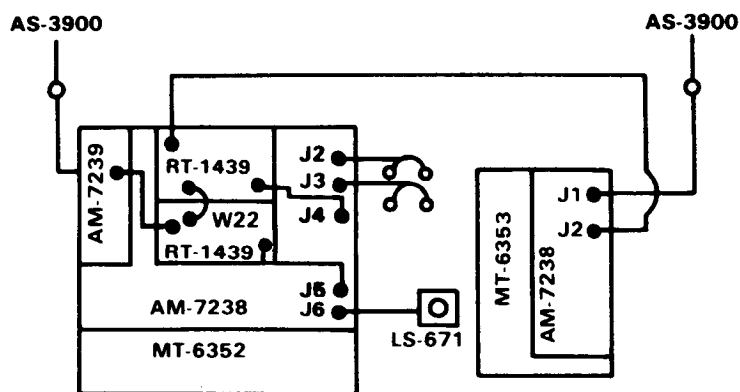 AS-3900
AS-3900
AM-7239
RT-1439
J2
J3
J4
W22
RT-1439
J5
J6
AM-7238
LS-671
MT-6352
MT-6353
AM-7238
J1
J2